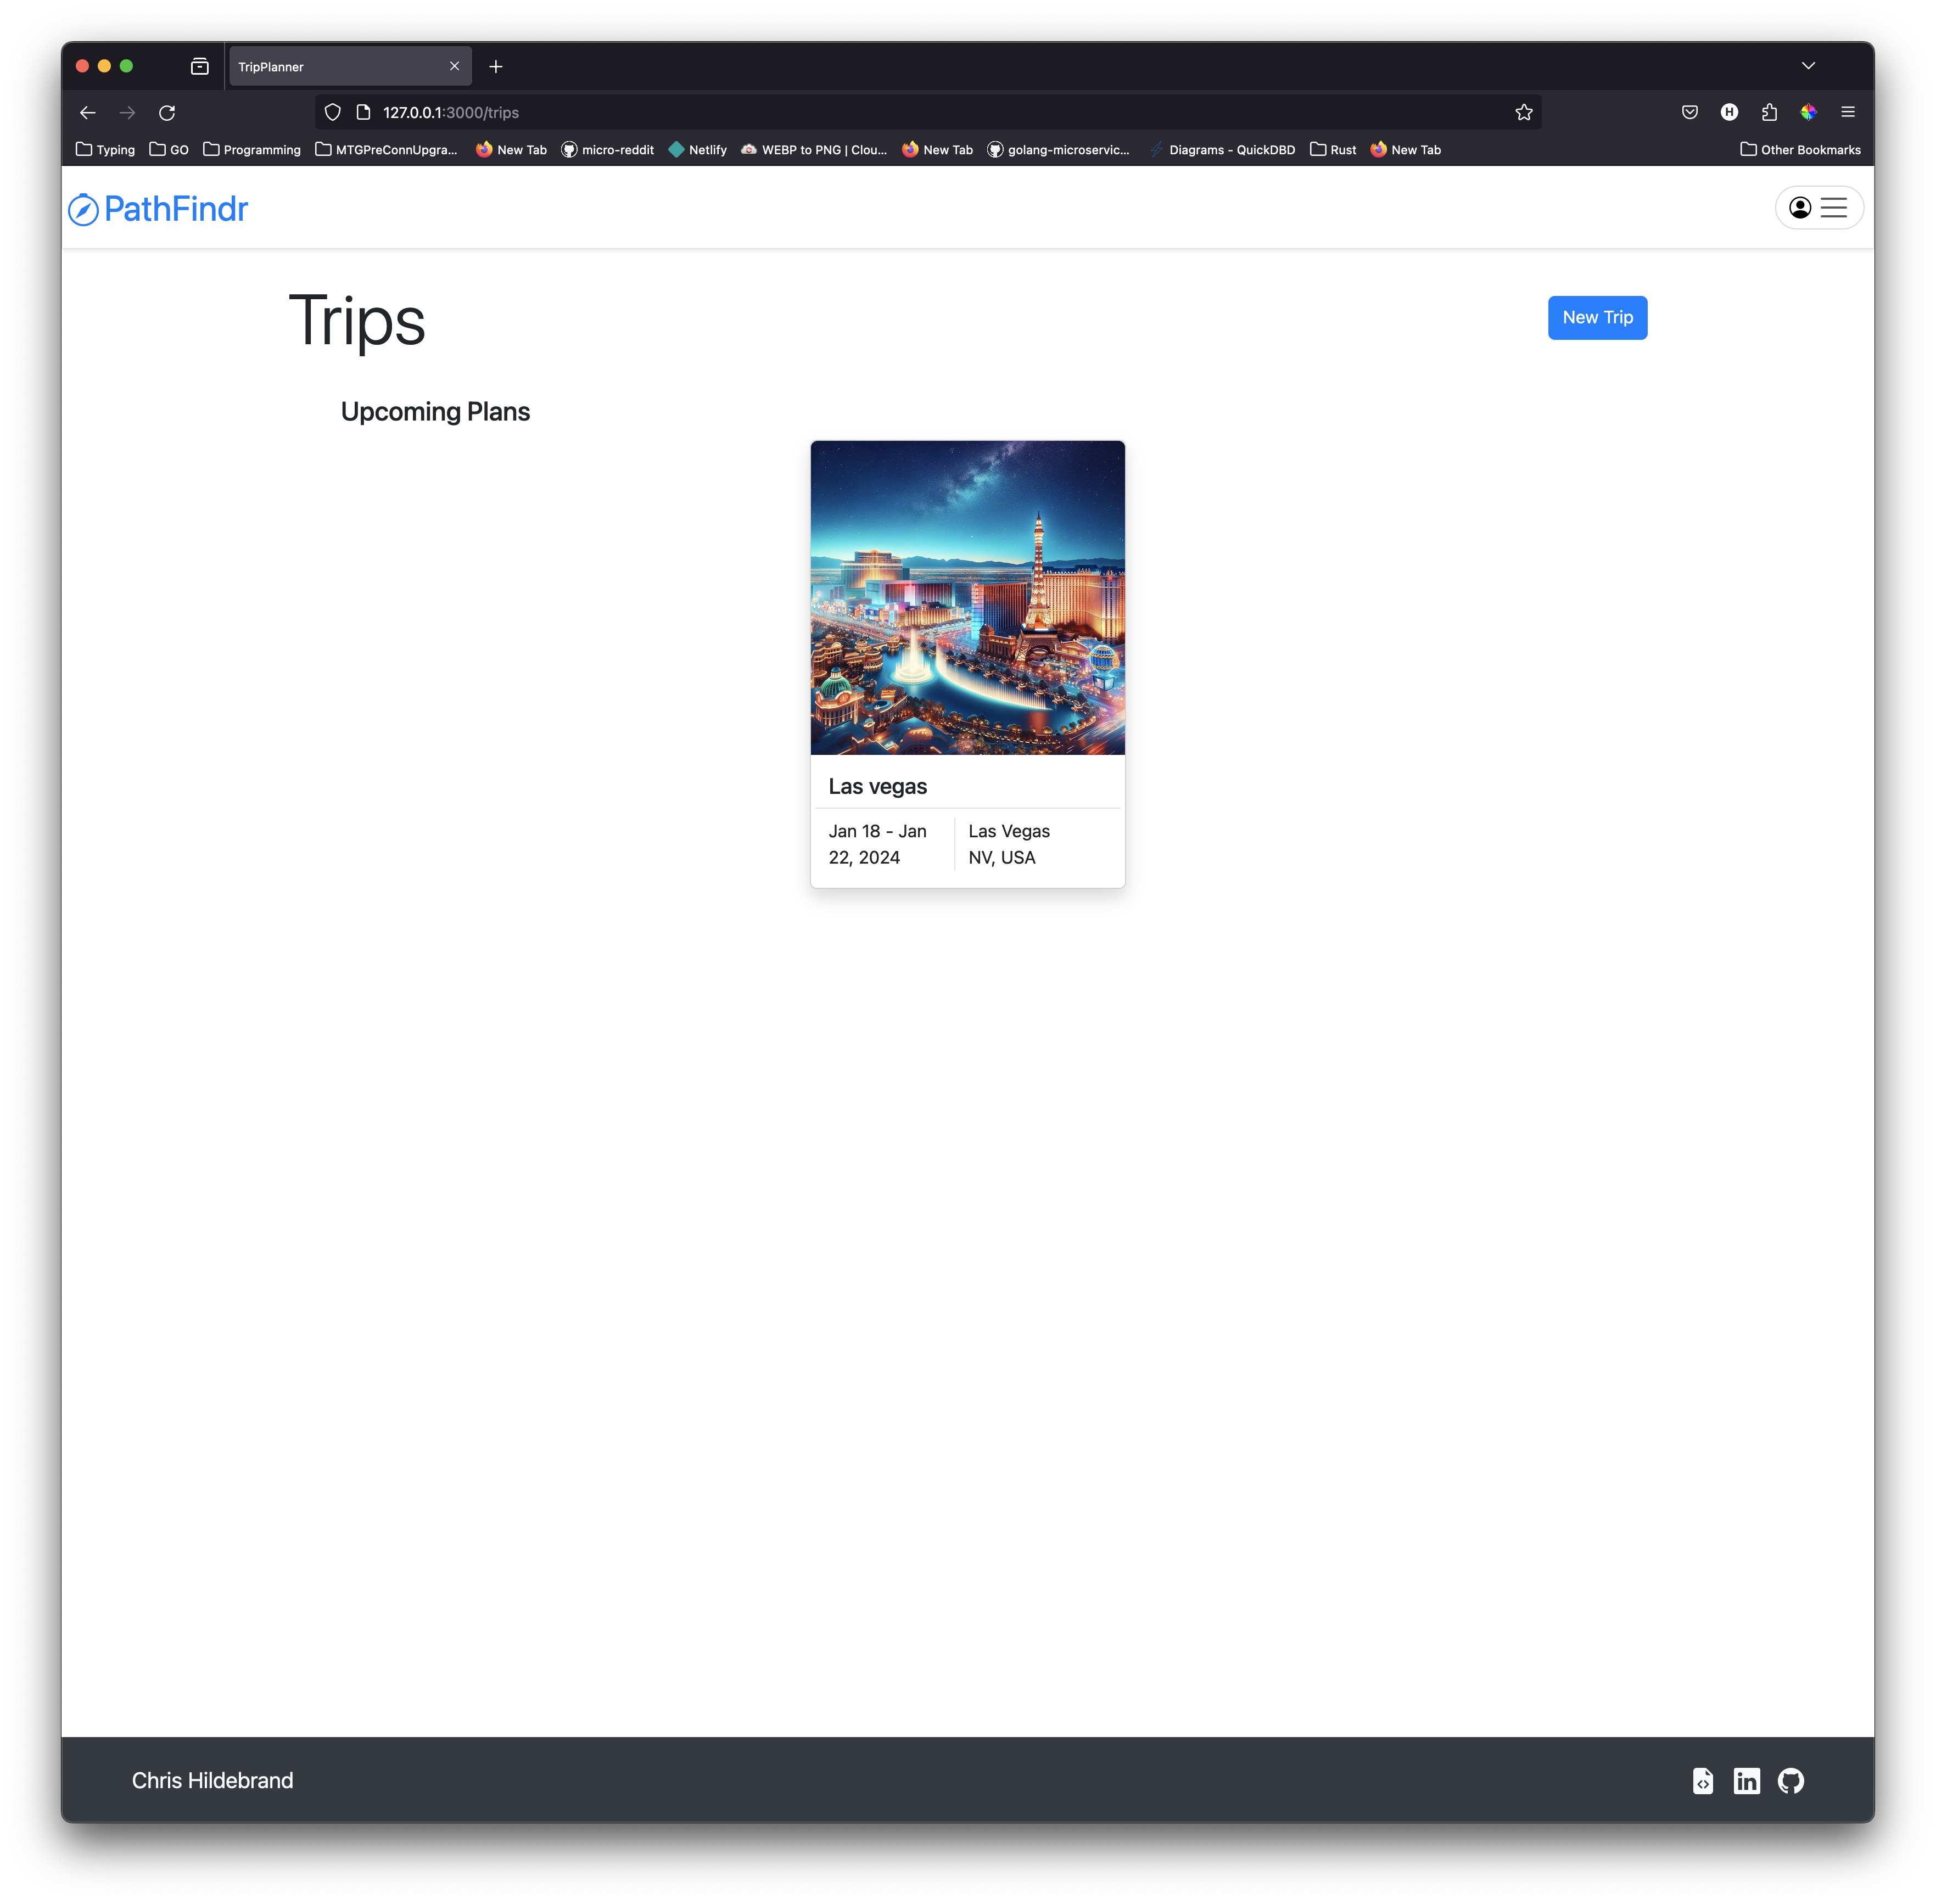 TripPlanner
127.0.0.1:3000/trips
Typing GO Programming MTGPreConnUpgra... New Tab micro-reddit Netlify WEBP to PNG | Clou... New Tab golang-microservic... Diagrams - QuickDBD Rust New Tab Other Bookmarks
PathFindr
Trips
New Trip
Upcoming Plans
Las vegas
Jan 18 - Jan
22, 2024
Las Vegas
NV, USA
Chris Hildebrand